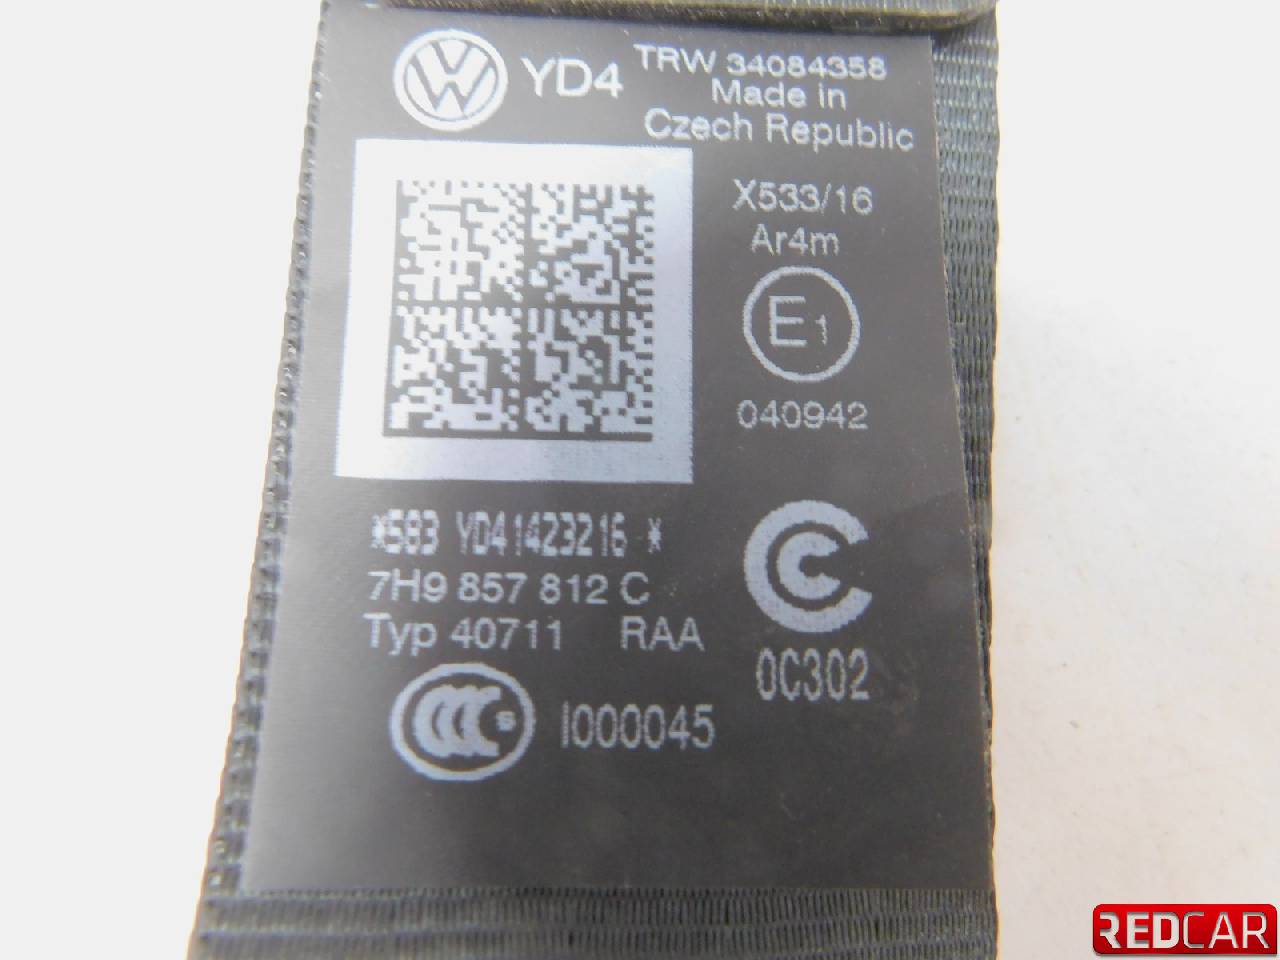 YD4
TRW 34084358
Made in
Czech Republic
X533/16
Ar4m
E1
040942
*583 YD41423216 *
7H9 857 812 C
Typ 40711 RAA
0C302
CCC S
I000045
REDCAR